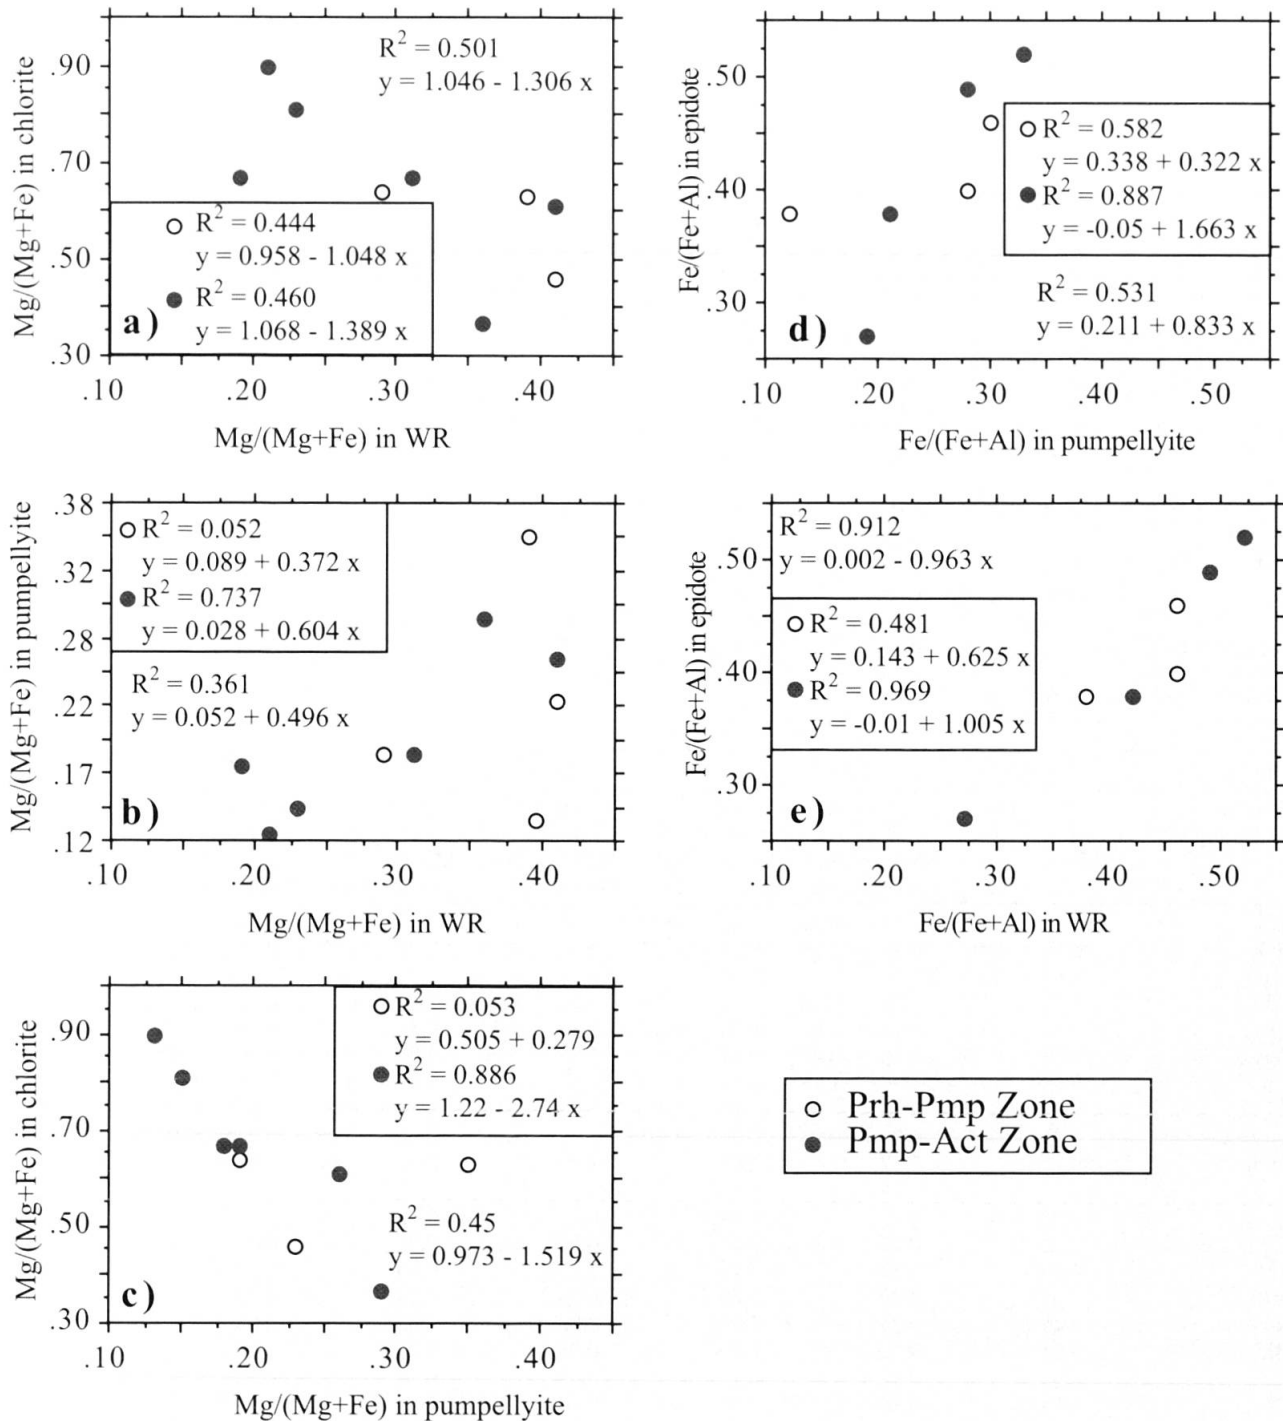 Mg/(Mg+Fe) in chlorite
.90
.70
.50
.30
R² = 0.501
y = 1.046 - 1.306 x
R² = 0.444
y = 0.958 - 1.048 x
R² = 0.460
y = 1.068 - 1.389 x
a)
.10 .20 .30 .40
Mg/(Mg+Fe) in WR
Fe/(Fe+Al) in epidote
.50
.40
.30
R² = 0.582
y = 0.338 + 0.322 x
R² = 0.887
y = -0.05 + 1.663 x
R² = 0.531
y = 0.211 + 0.833 x
d)
.10 .20 .30 .40 .50
Fe/(Fe+Al) in pumpellyite
Mg/(Mg+Fe) in pumpellyite
.38
.32
.28
.22
.17
.12
R² = 0.052
y = 0.089 + 0.372 x
R² = 0.737
y = 0.028 + 0.604 x
R² = 0.361
y = 0.052 + 0.496 x
b)
.10 .20 .30 .40
Mg/(Mg+Fe) in WR
Fe/(Fe+Al) in epidote
.50
.40
.30
R² = 0.912
y = 0.002 - 0.963 x
R² = 0.481
y = 0.143 + 0.625 x
R² = 0.969
y = -0.01 + 1.005 x
e)
.10 .20 .30 .40 .50
Fe/(Fe+Al) in WR
Mg/(Mg+Fe) in chlorite
.90
.70
.50
.30
R² = 0.053
y = 0.505 + 0.279
R² = 0.886
y = 1.22 - 2.74 x
R² = 0.45
y = 0.973 - 1.519 x
c)
.10 .20 .30 .40
Mg/(Mg+Fe) in pumpellyite
Prh-Pmp Zone
Pmp-Act Zone